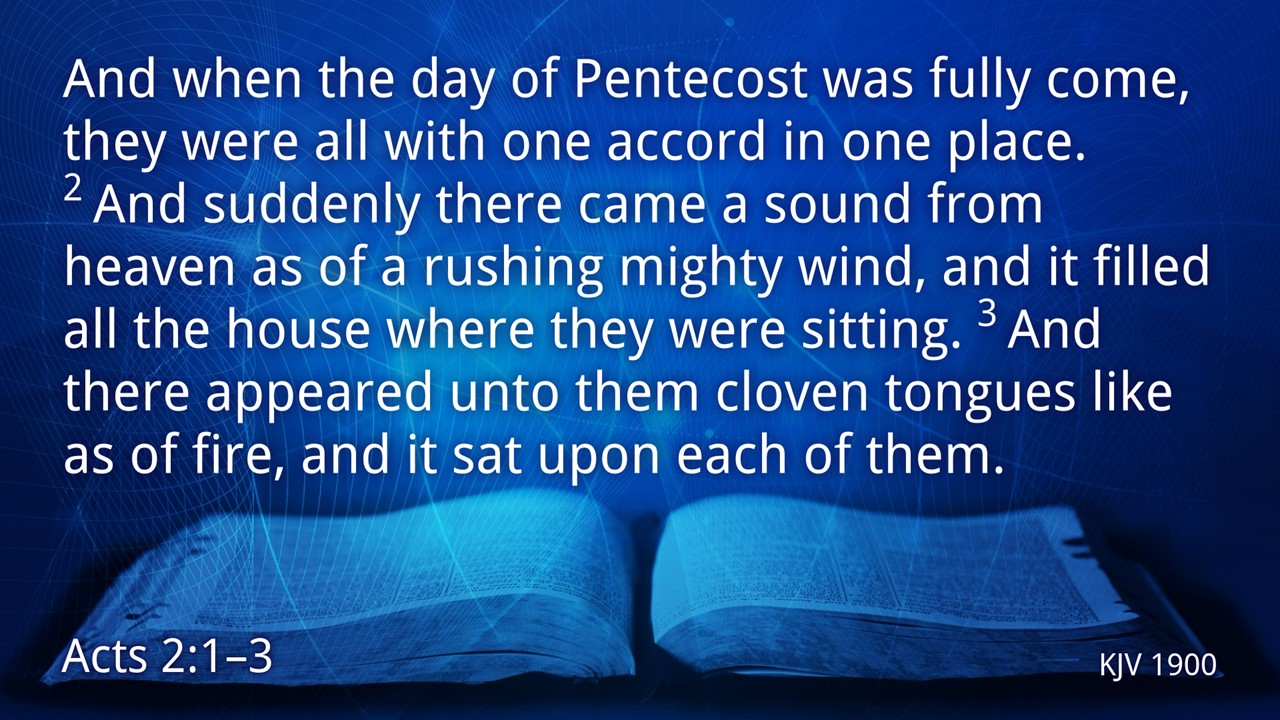 And when the day of Pentecost was fully come,
they were all with one accord in one place.
2 And suddenly there came a sound from
heaven as of a rushing mighty wind, and it filled
all the house where they were sitting. 3 And
there appeared unto them cloven tongues like
as of fire, and it sat upon each of them.
Acts 2:1–3
KJV 1900